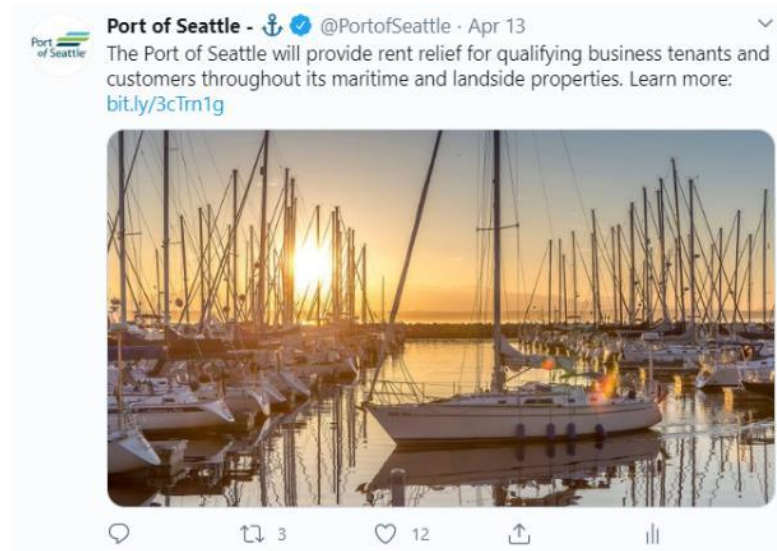 Port of Seattle - @PortofSeattle · Apr 13
Port
of Seattle
The Port of Seattle will provide rent relief for qualifying business tenants and
customers throughout its maritime and landside properties. Learn more:
bit.ly/3cTrn1g
3 12